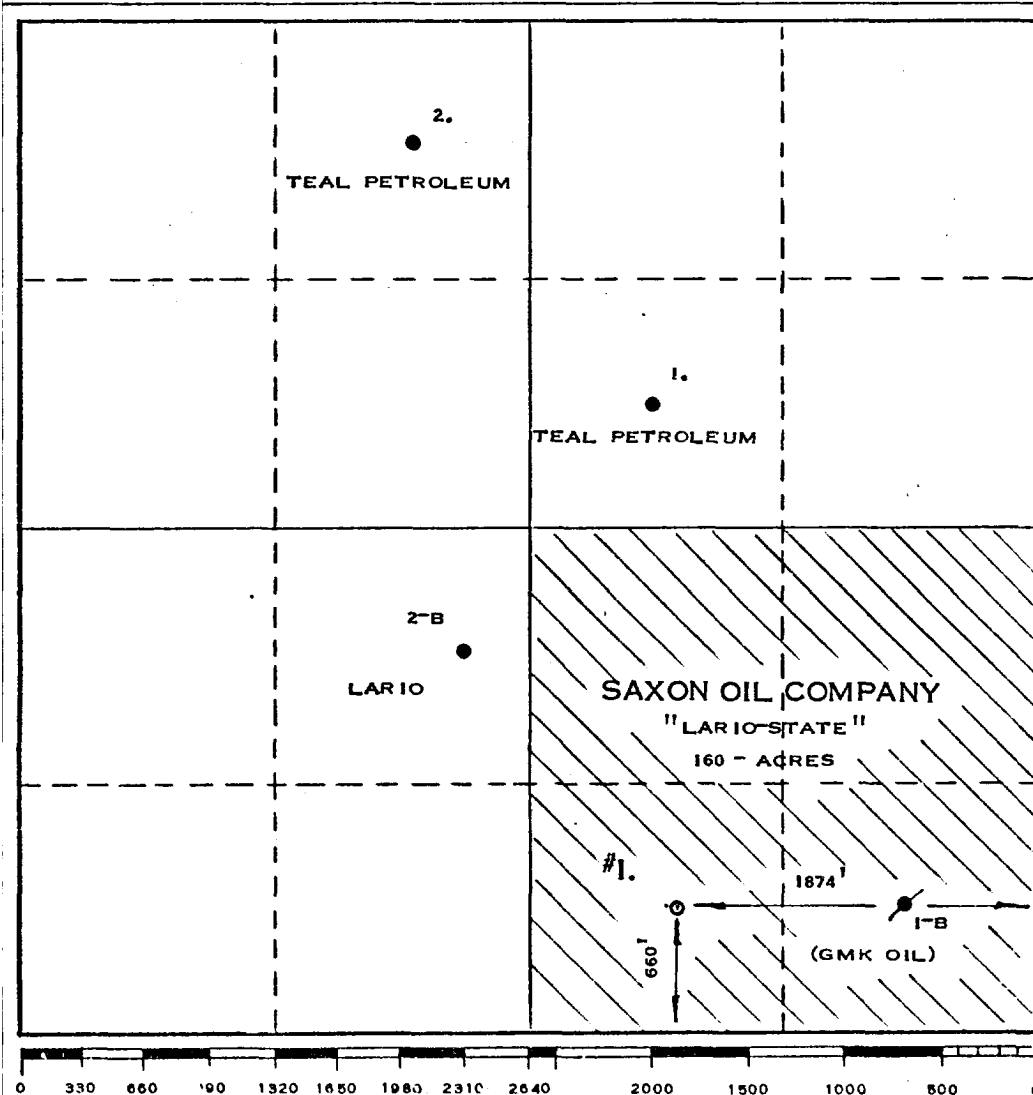 2.
TEAL PETROLEUM
1.
TEAL PETROLEUM
2-B
LARIO
SAXON OIL COMPANY
"LARIO-STATE"
160 - ACRES
#1.
1874'
1-B
660'
(GMK OIL)
0 330 660 990 1320 1650 1980 2310 2640 2000 1500 1000 500